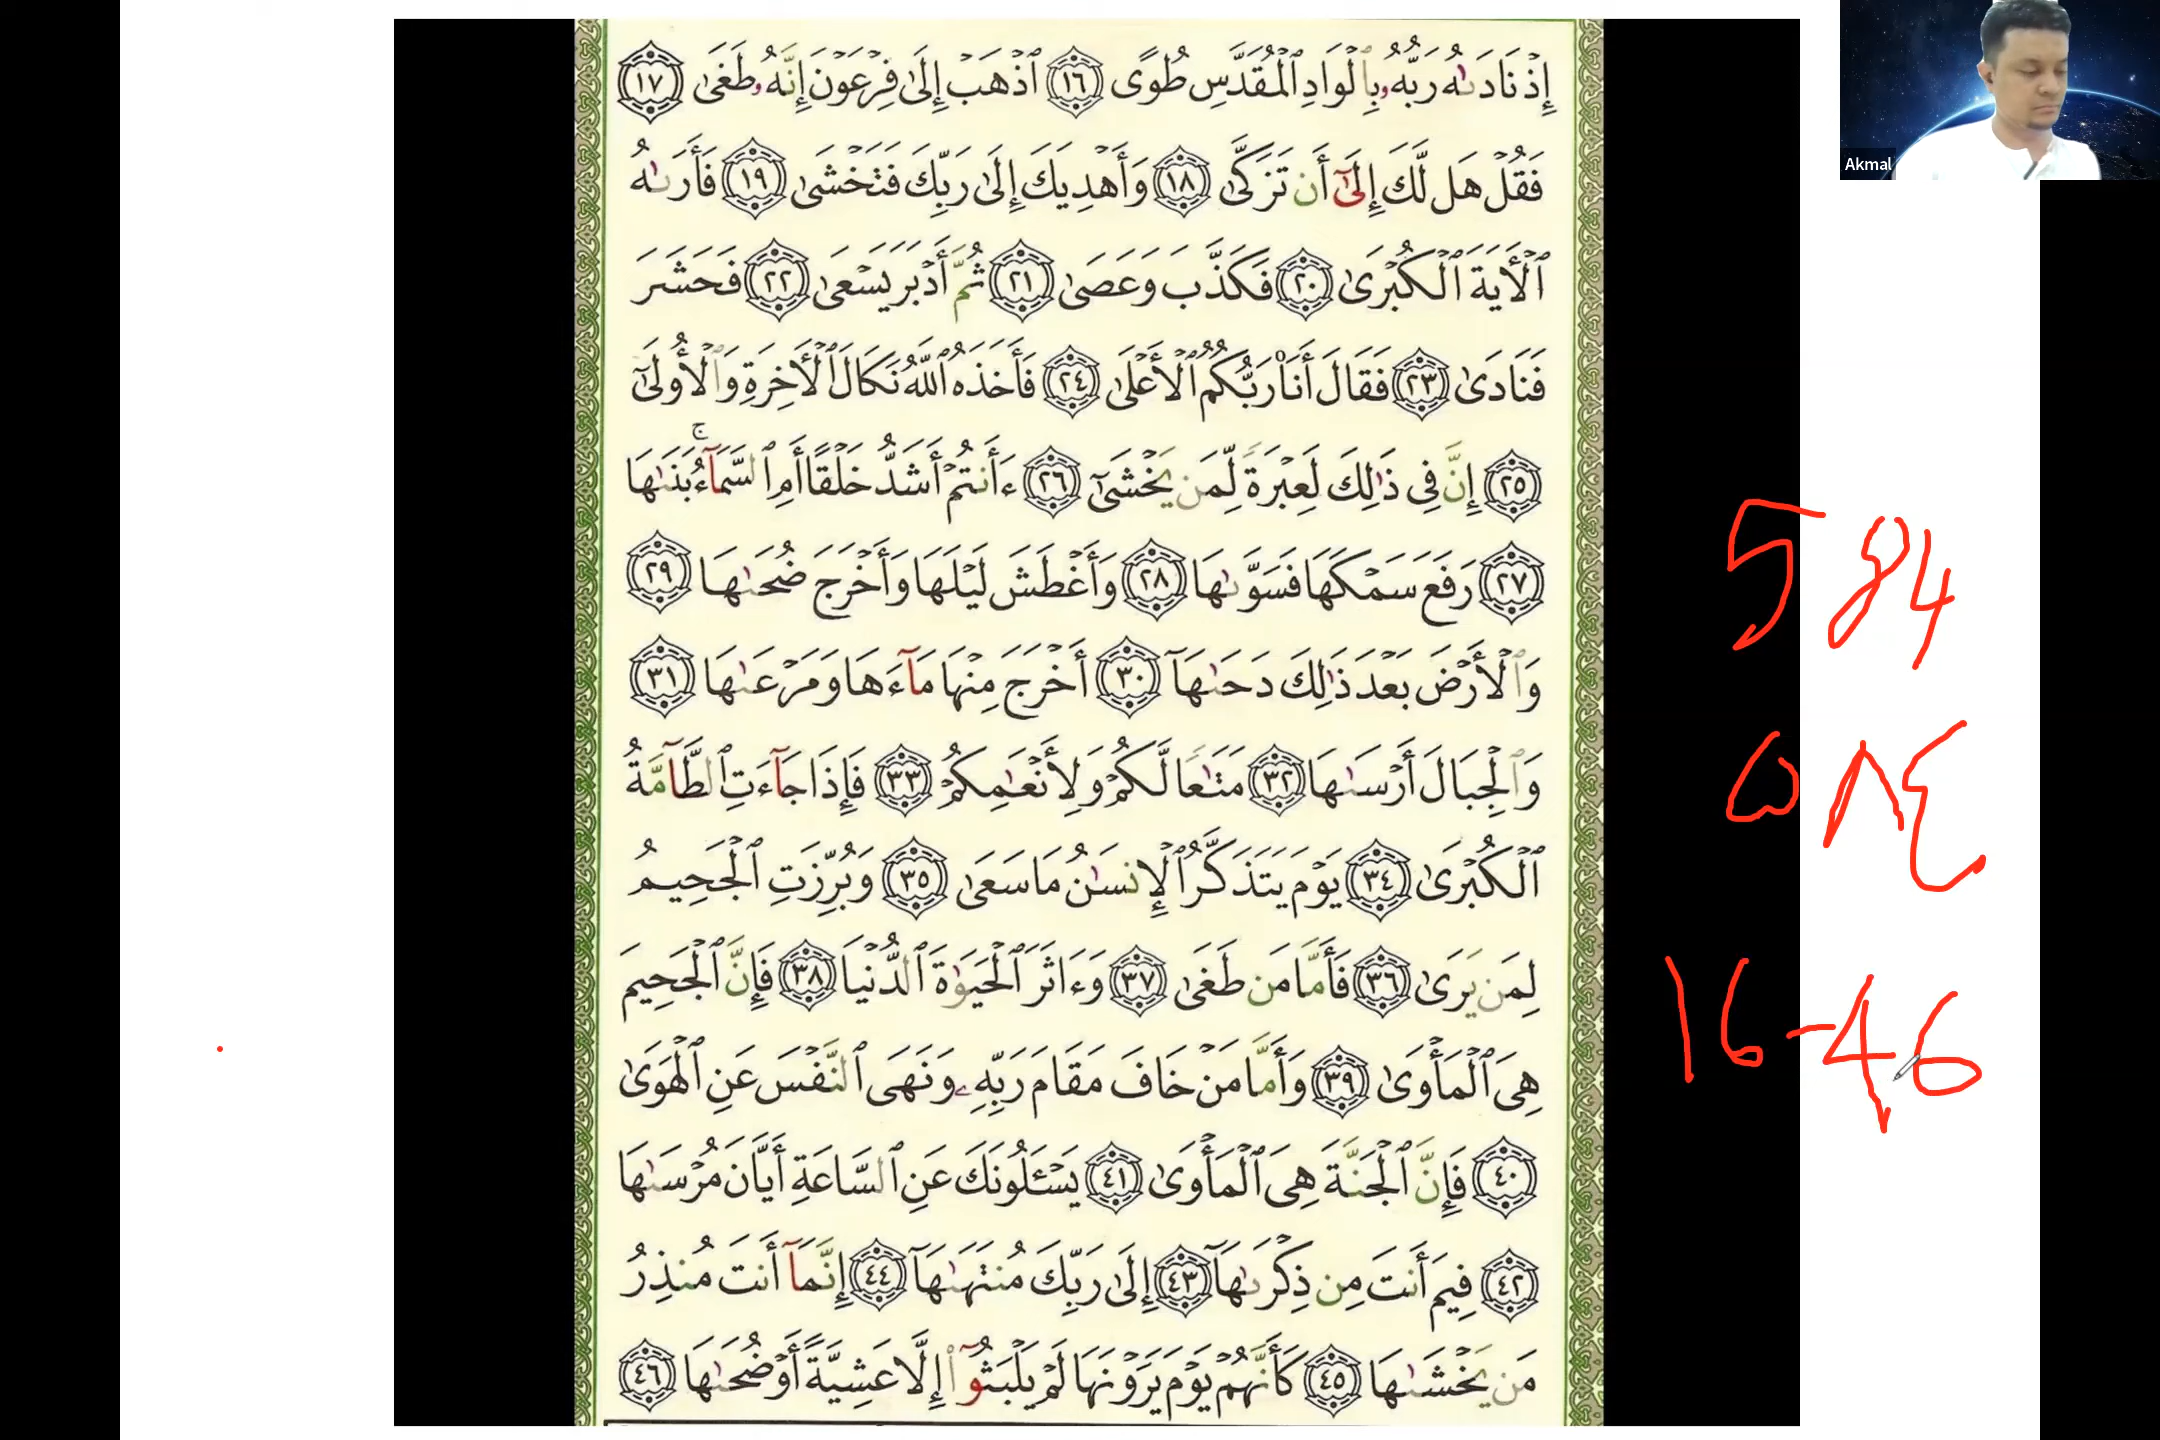 إِذْ نَادَىٰهُ رَبُّهُۥ بِٱلْوَادِ ٱلْمُقَدَّسِ طُوًى ١٦ ٱذْهَبْ إِلَىٰ فِرْعَوْنَ إِنَّهُۥ طَغَىٰ ١٧
فَقُلْ هَل لَّكَ إِلَىٰٓ أَن تَزَكَّىٰ ١٨ وَأَهْدِيَكَ إِلَىٰ رَبِّكَ فَتَخْشَىٰ ١٩ فَأَرَىٰهُ
ٱلْـَٔايَةَ ٱلْكُبْرَىٰ ٢٠ فَكَذَّبَ وَعَصَىٰ ٢١ ثُمَّ أَدْبَرَ يَسْعَىٰ ٢٢ فَحَشَرَ
فَنَادَىٰ ٢٣ فَقَالَ أَنَا۠ رَبُّكُمُ ٱلْأَعْلَىٰ ٢٤ فَأَخَذَهُ ٱللَّهُ نَكَالَ ٱلْـَٔاخِرَةِ وَٱلْأُولَىٰٓ
٢٥ إِنَّ فِى ذَٰلِكَ لَعِبْرَةً لِّمَن يَخْشَىٰٓ ٢٦ ءَأَنتُمْ أَشَدُّ خَلْقًا أَمِ ٱلسَّمَآءُ ۚ بَنَىٰهَا
٢٧ رَفَعَ سَمْكَهَا فَسَوَّىٰهَا ٢٨ وَأَغْطَشَ لَيْلَهَا وَأَخْرَجَ ضُحَىٰهَا ٢٩
وَٱلْأَرْضَ بَعْدَ ذَٰلِكَ دَحَىٰهَآ ٣٠ أَخْرَجَ مِنْهَا مَآءَهَا وَمَرْعَىٰهَا ٣١
وَٱلْجِبَالَ أَرْسَىٰهَا ٣٢ مَتَٰعًا لَّكُمْ وَلِأَنْعَٰمِكُمْ ٣٣ فَإِذَا جَآءَتِ ٱلطَّآمَّةُ
ٱلْكُبْرَىٰ ٣٤ يَوْمَ يَتَذَكَّرُ ٱلْإِنسَٰنُ مَا سَعَىٰ ٣٥ وَبُرِّزَتِ ٱلْجَحِيمُ
لِمَن يَرَىٰ ٣٦ فَأَمَّا مَن طَغَىٰ ٣٧ وَءَاثَرَ ٱلْحَيَوٰةَ ٱلدُّنْيَا ٣٨ فَإِنَّ ٱلْجَحِيمَ
هِىَ ٱلْمَأْوَىٰ ٣٩ وَأَمَّا مَنْ خَافَ مَقَامَ رَبِّهِۦ وَنَهَى ٱلنَّفْسَ عَنِ ٱلْهَوَىٰ
٤٠ فَإِنَّ ٱلْجَنَّةَ هِىَ ٱلْمَأْوَىٰ ٤١ يَسْـَٔلُونَكَ عَنِ ٱلسَّاعَةِ أَيَّانَ مُرْسَىٰهَا
٤٢ فِيمَ أَنتَ مِن ذِكْرَىٰهَآ ٤٣ إِلَىٰ رَبِّكَ مُنتَهَىٰهَآ ٤٤ إِنَّمَآ أَنتَ مُنذِرُ
مَن يَخْشَىٰهَا ٤٥ كَأَنَّهُمْ يَوْمَ يَرَوْنَهَا لَمْ يَلْبَثُوٓا۟ إِلَّا عَشِيَّةً أَوْ ضُحَىٰهَا ٤٦
Akmal
584
٥٨٤
16-46